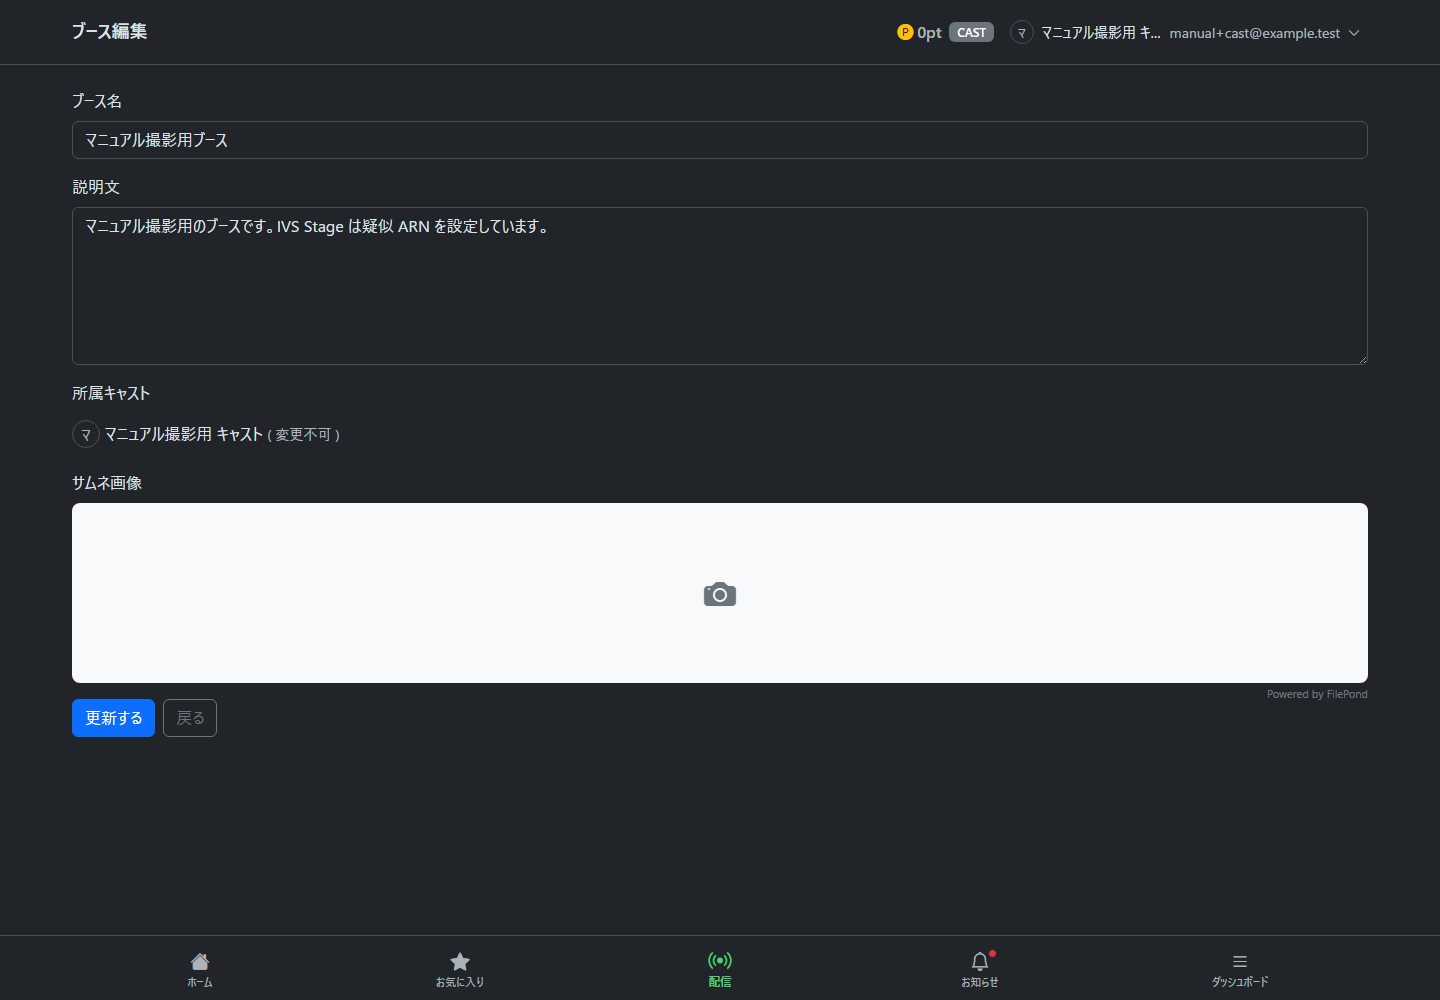 ブース編集
P 0pt CAST マ マニュアル撮影用 キ... manual+cast@example.test
ブース名
マニュアル撮影用ブース
説明文
マニュアル撮影用のブースです。IVS Stage は疑似 ARN を設定しています。
所属キャスト
マ マニュアル撮影用 キャスト ( 変更不可 )
サムネ画像
Powered by FilePond
更新する 戻る
ホーム お気に入り 配信 お知らせ ダッシュボード